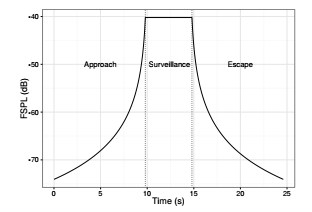 -40
-50
-60
-70
FSPL (dB)
Approach
Surveillance
Escape
0
5
10
15
20
25
Time (s)